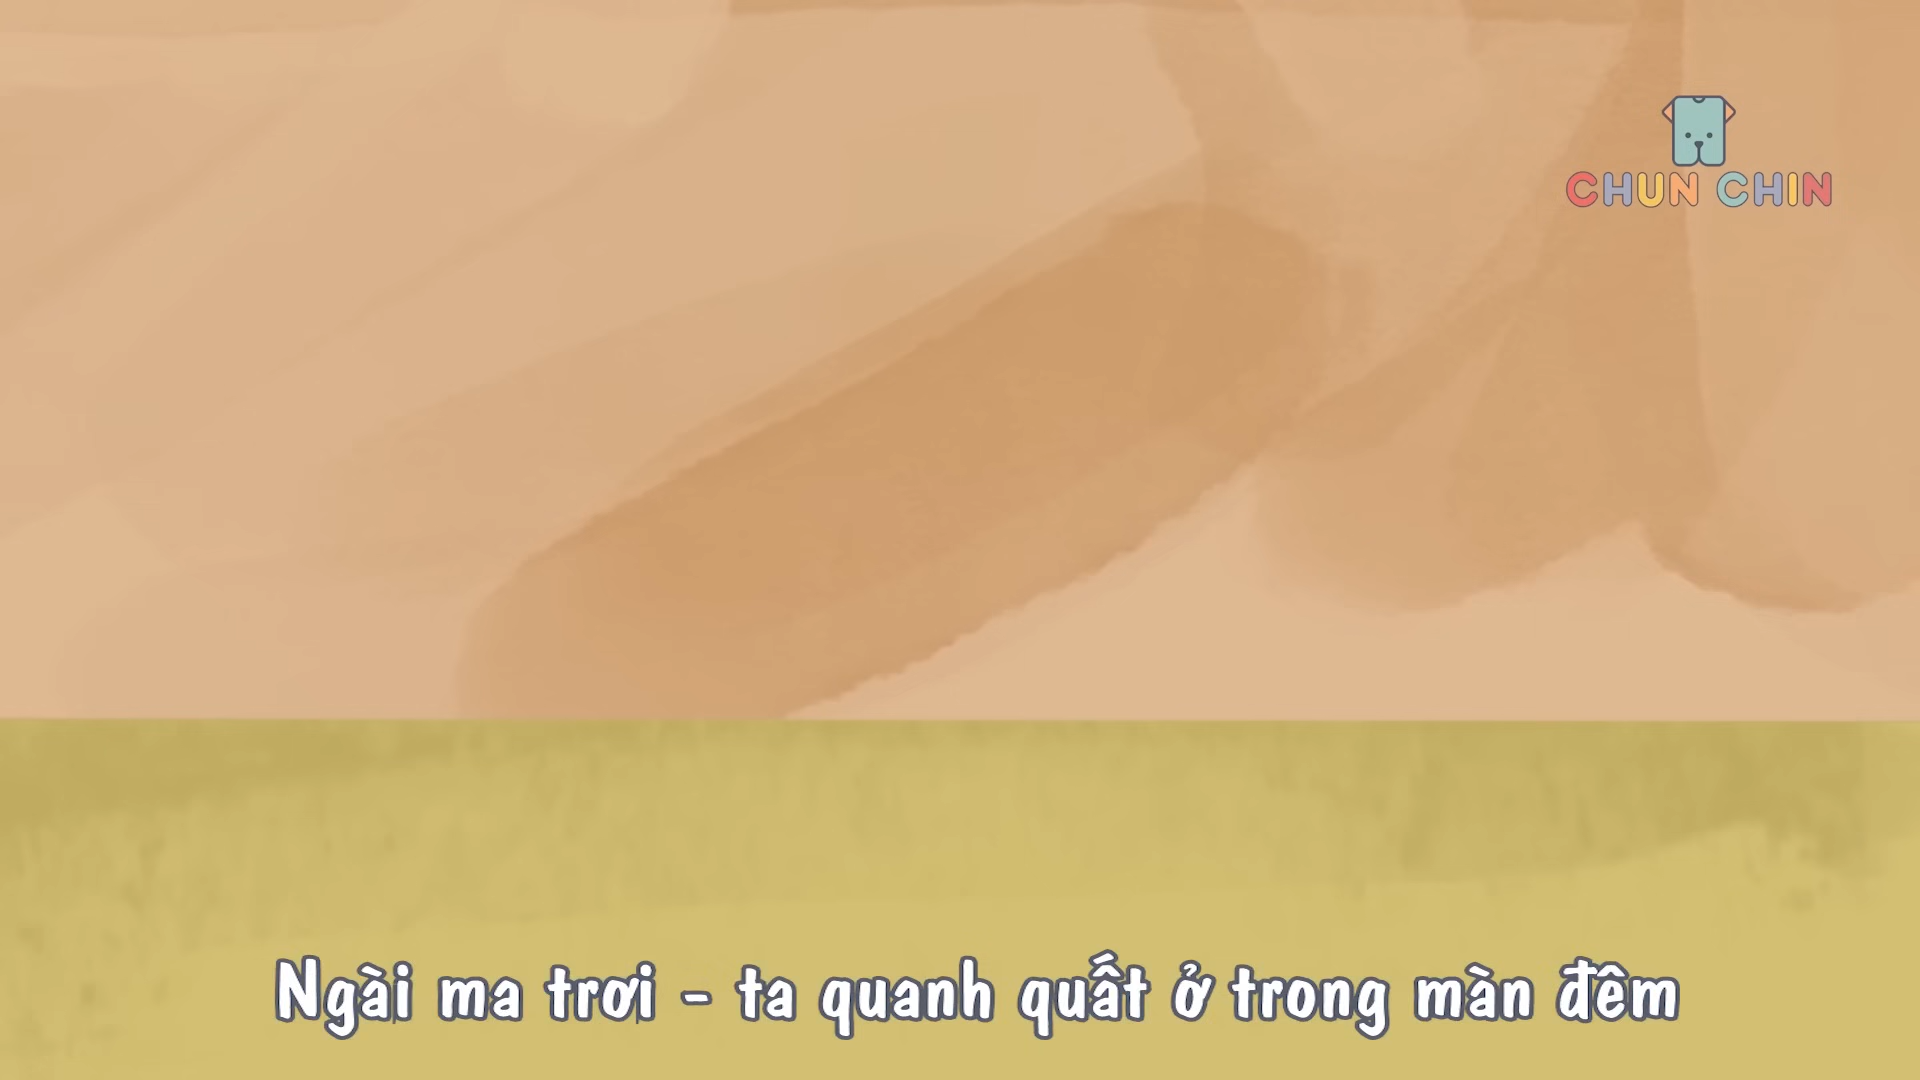 CHUN CHIN
Ngài ma trơi - ta quanh quất ở trong màn đêm